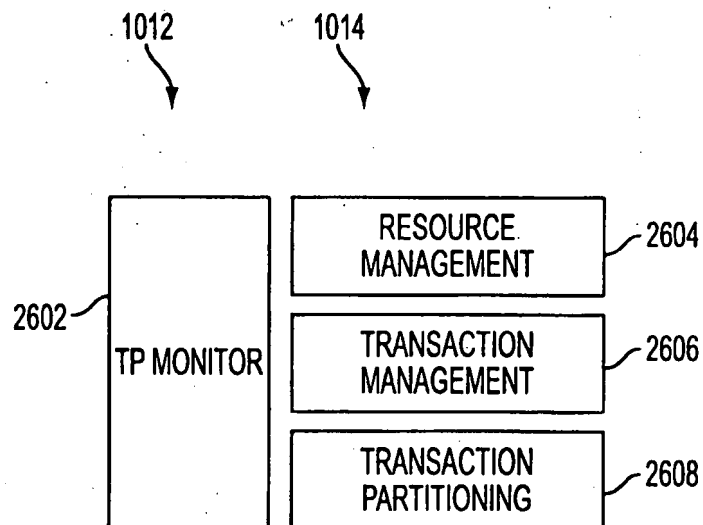 1012
1014
RESOURCE
MANAGEMENT
2604
2602
TP MONITOR
TRANSACTION
MANAGEMENT
2606
TRANSACTION
PARTITIONING
2608